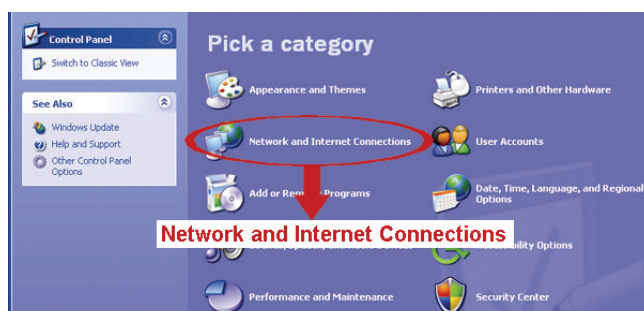 Control Panel
Switch to Classic View
See Also
Windows Update
Help and Support
Other Control Panel
Options
Pick a category
Appearance and Themes
Printers and Other Hardware
Network and Internet Connections
User Accounts
Add or Programs
Date, Time, Language, and Regional
Options
Network and Internet Connections
Options
Performance and Maintenance
Security Center